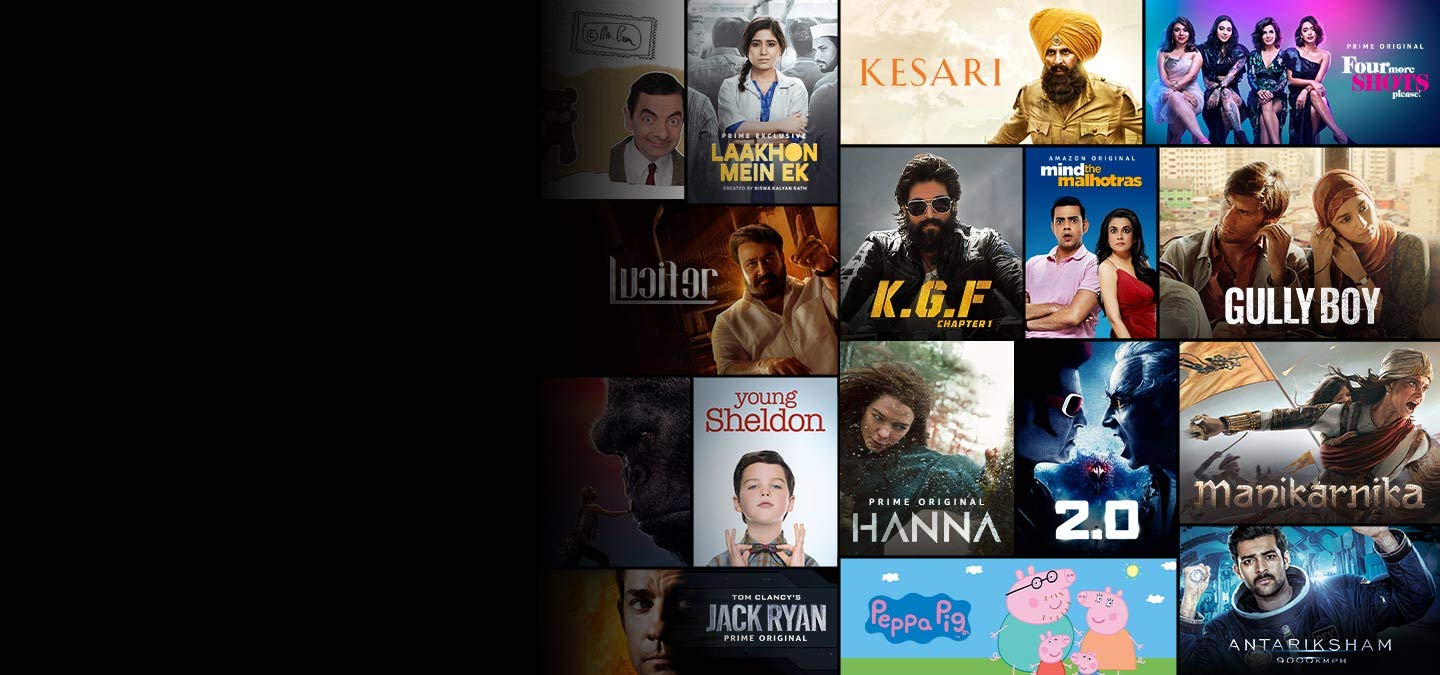 © Mr. Bean
PRIME EXCLUSIVE
LAAKHON
MEIN EK
CREATED BY BISWA KALYAN RATH
KESARI
PRIME ORIGINAL
Four more
SHOTS
please!
Lucifer
K.G.F
CHAPTER 1
AMAZON ORIGINAL
mind the
malhotras
GULLY BOY
young
Sheldon
PRIME ORIGINAL
HANNA
2.0
Manikarnika
TOM CLANCY'S
JACK RYAN
PRIME ORIGINAL
Peppa Pig
ANTARIKSHAM
9000KMPH